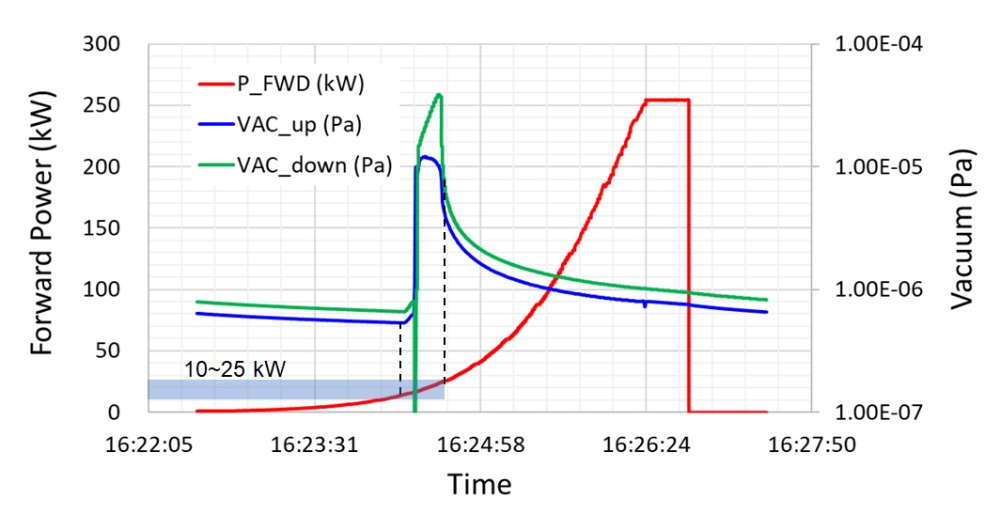 Forward Power (kW)
300
250
200
150
100
50
0
P_FWD (kW)
VAC_up (Pa)
VAC_down (Pa)
10~25 kW
1.00E-04
1.00E-05
1.00E-06
1.00E-07
Vacuum (Pa)
16:22:05 16:23:31 16:24:58 16:26:24 16:27:50
Time